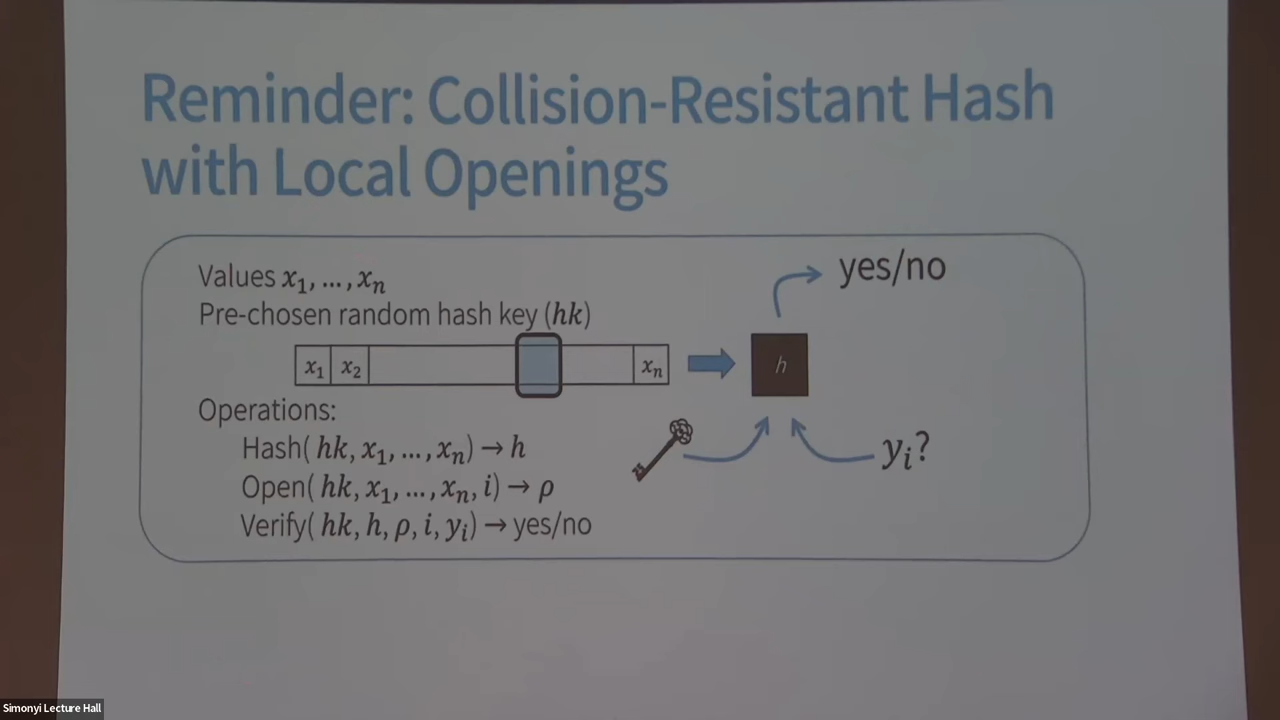 Reminder: Collision-Resistant Hash
with Local Openings
Values x₁, …, xₙ
yes/no
Pre-chosen random hash key (hk)
x₁ x₂ xₙ h
Operations:
Hash( hk, x₁, …, xₙ) → h
yᵢ?
Open( hk, x₁, …, xₙ, i) → ρ
Verify( hk, h, ρ, i, yᵢ) → yes/no
Simonyi Lecture Hall